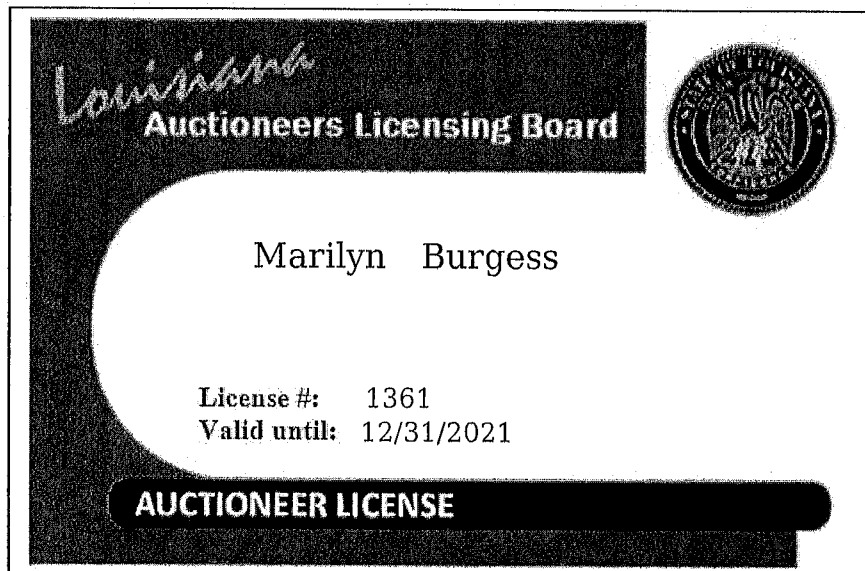 Louisiana
Auctioneers Licensing Board
Marilyn Burgess
License #: 1361
Valid until: 12/31/2021
AUCTIONEER LICENSE